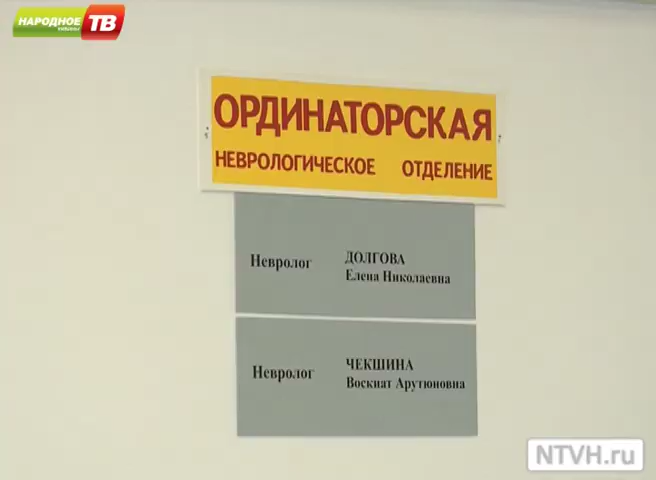 НАРОДНОЕ ТВ
ОРДИНАТОРСКАЯ
НЕВРОЛОГИЧЕСКОЕ ОТДЕЛЕНИЕ
Невролог ДОЛГОВА
Елена Николаевна
Невролог ЧЕКШИНА
Воскиат Арутюновна
NTVH.ru